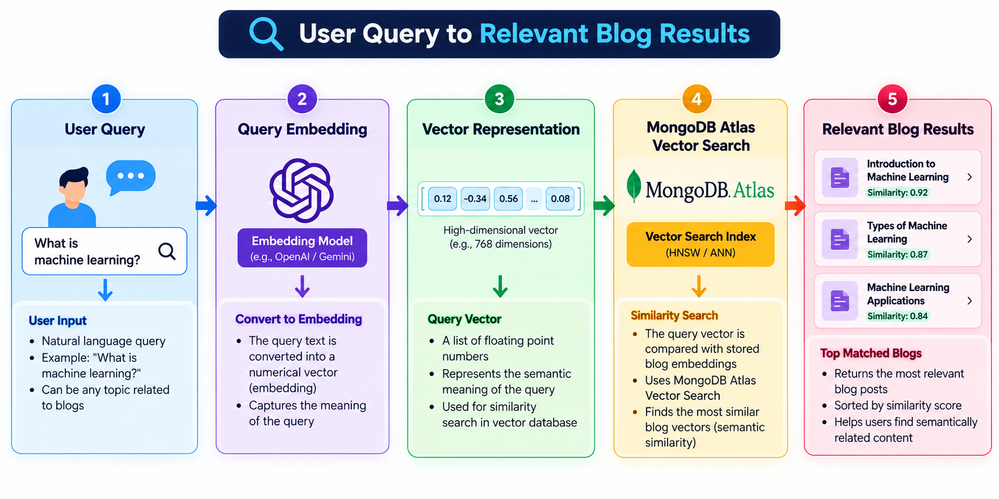 User Query to Relevant Blog Results
1
User Query
What is
machine learning?
User Input
• Natural language query
• Example: "What is
machine learning?"
• Can be any topic related
to blogs
2
Query Embedding
Embedding Model
(e.g., OpenAI / Gemini)
Convert to Embedding
• The query text is
converted into a
numerical vector
(embedding)
• Captures the meaning
of the query
3
Vector Representation
[ 0.12 -0.34 0.56 ... 0.08 ]
High-dimensional vector
(e.g., 768 dimensions)
Query Vector
• A list of floating point
numbers
• Represents the semantic
meaning of the query
• Used for similarity
search in vector database
4
MongoDB Atlas
Vector Search
MongoDB. Atlas
Vector Search Index
(HNSW / ANN)
Similarity Search
• The query vector is
compared with stored
blog embeddings
• Uses MongoDB Atlas
Vector Search
• Finds the most similar
blog vectors (semantic
similarity)
5
Relevant Blog Results
Introduction to
Machine Learning
Similarity: 0.92
Types of Machine
Learning
Similarity: 0.87
Machine Learning
Applications
Similarity: 0.84
Top Matched Blogs
• Returns the most relevant
blog posts
• Sorted by similarity score
• Helps users find semantically
related content